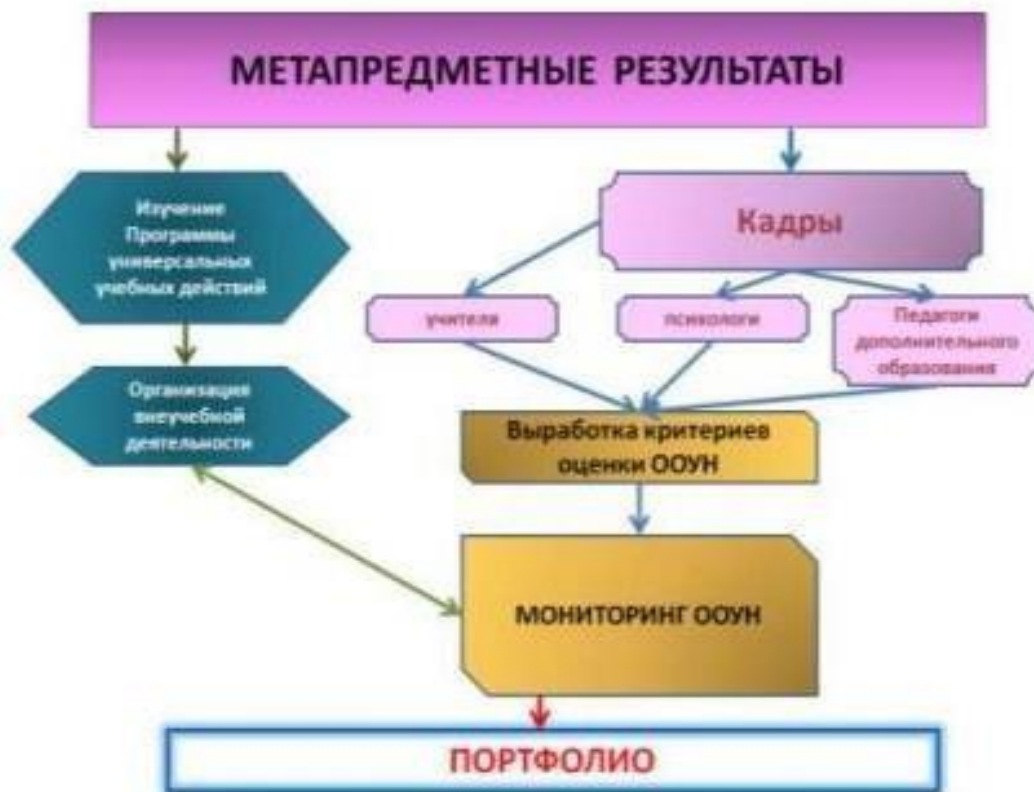 МЕТАПРЕДМЕТНЫЕ РЕЗУЛЬТАТЫ
Изучение
Программы
универсальных
учебных действий
Кадры
учителя
психологи
Педагоги
дополнительного
образования
Организация
внеучебной
деятельности
Выработка критериев
оценки ООУН
МОНИТОРИНГ ООУН
ПОРТФОЛИО